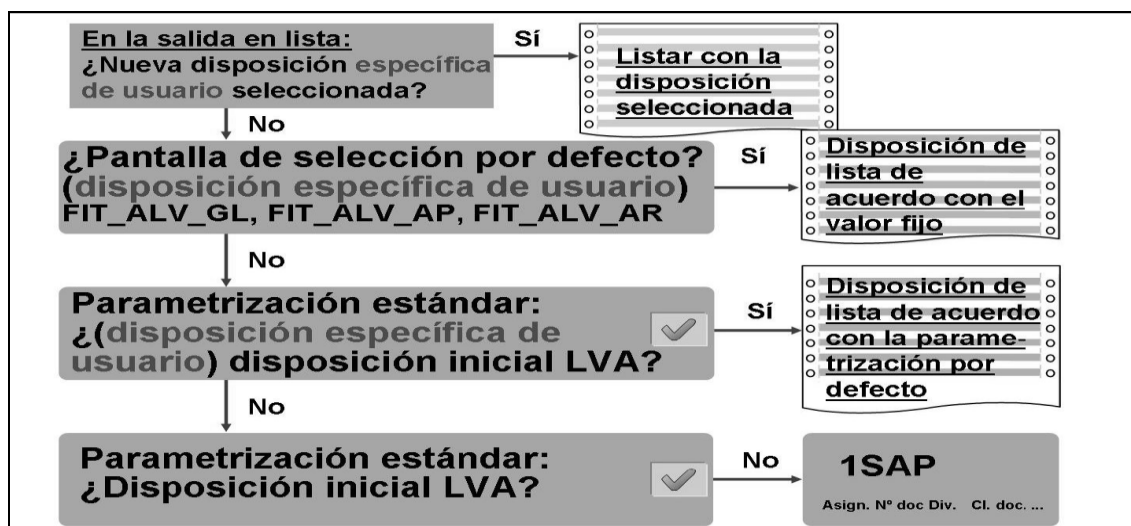 En la salida en lista:
¿Nueva disposición específica
de usuario seleccionada?
Sí
Listar con la
disposición
seleccionada
No
¿Pantalla de selección por defecto?
(disposición específica de usuario)
FIT_ALV_GL, FIT_ALV_AP, FIT_ALV_AR
Sí
Disposición de
lista de
acuerdo con el
valor fijo
No
Parametrización estándar:
¿(disposición específica de
usuario) disposición inicial LVA?
Sí
Disposición de
lista de acuerdo
con la parame-
trización por
defecto
No
Parametrización estándar:
¿Disposición inicial LVA?
No
1SAP
Asign. Nº doc Div. Cl. doc. ...